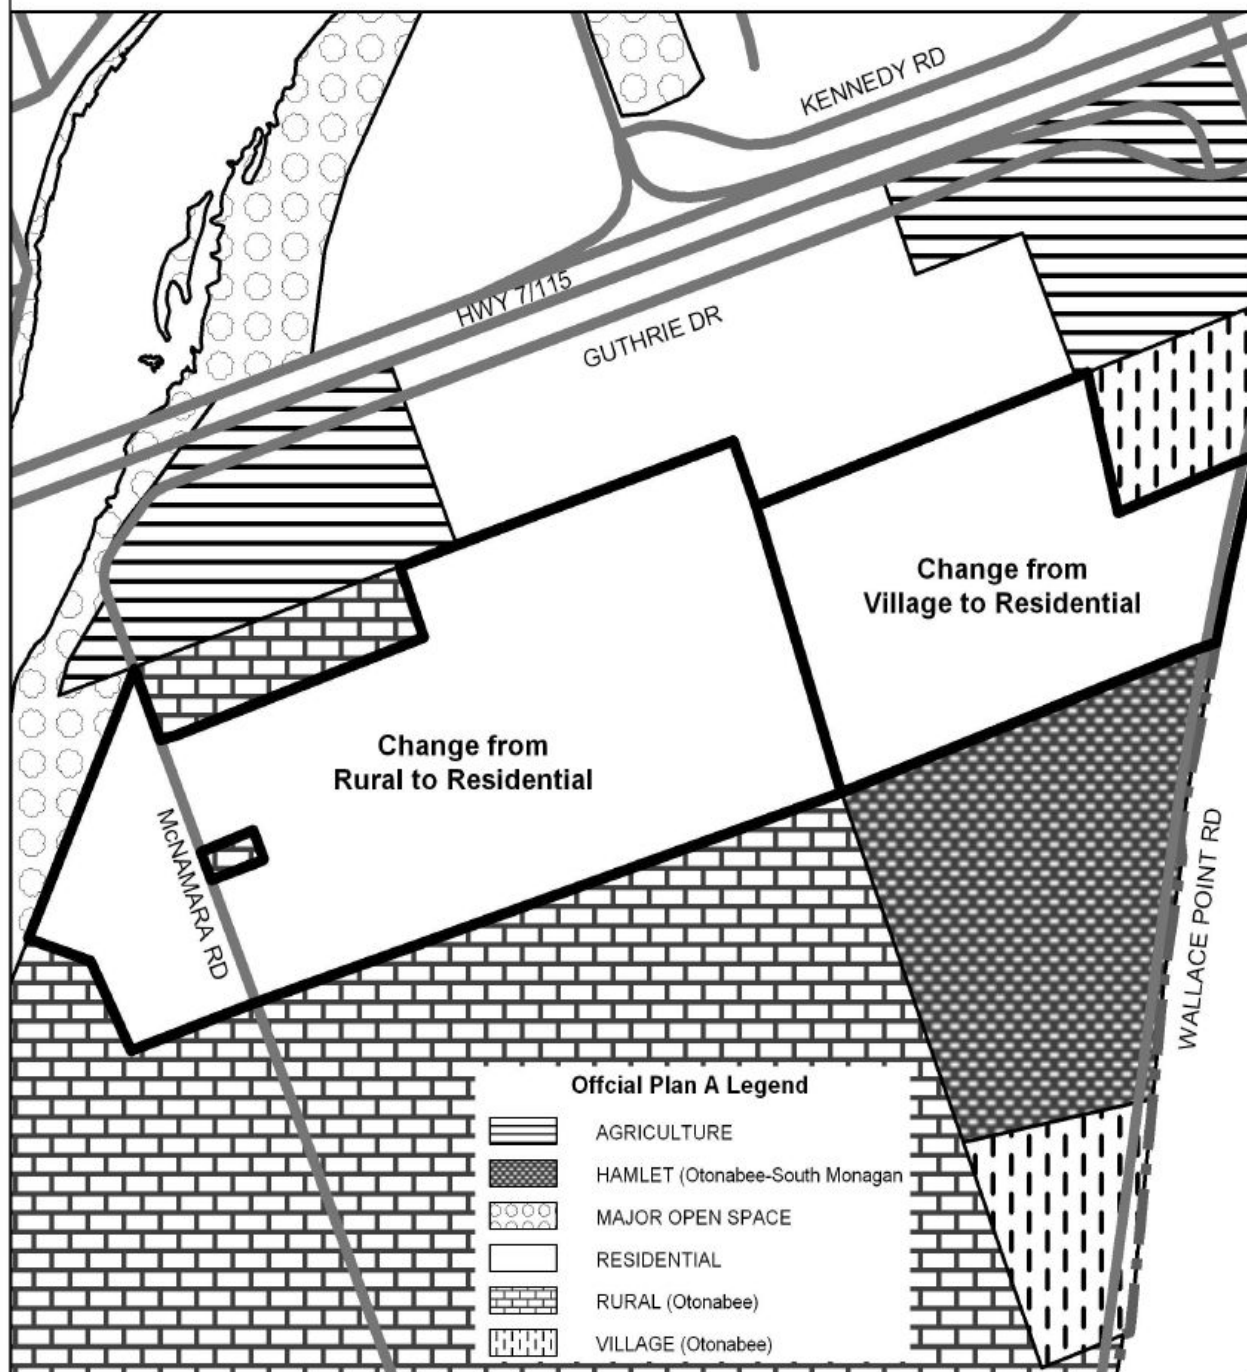 KENNEDY RD
HWY 7/115
GUTHRIE DR
Change from
Village to Residential
Change from
Rural to Residential
McNAMARA RD
WALLACE POINT RD
Offcial Plan A Legend
AGRICULTURE
HAMLET (Otonabee-South Monagan
MAJOR OPEN SPACE
RESIDENTIAL
RURAL (Otonabee)
VILLAGE (Otonabee)